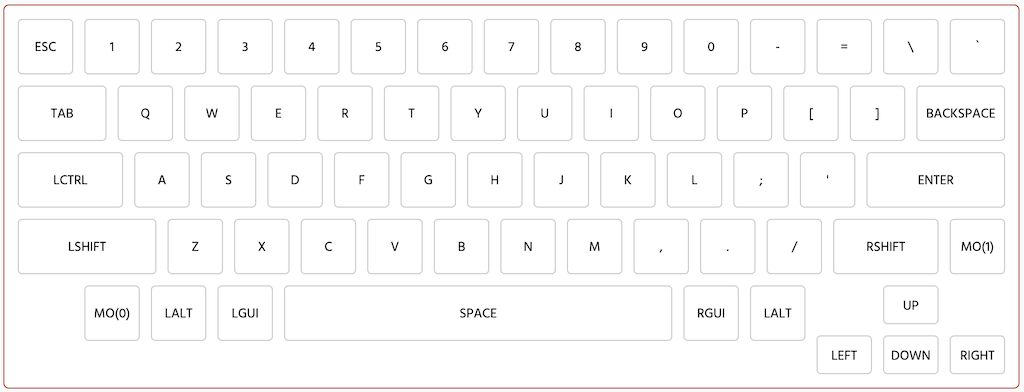 ESC 1 2 3 4 5 6 7 8 9 0 - = \ `
TAB Q W E R T Y U I O P [ ] BACKSPACE
LCTRL A S D F G H J K L ; ' ENTER
LSHIFT Z X C V B N M , . / RSHIFT MO(1)
MO(0) LALT LGUI SPACE RGUI LALT UP
LEFT DOWN RIGHT